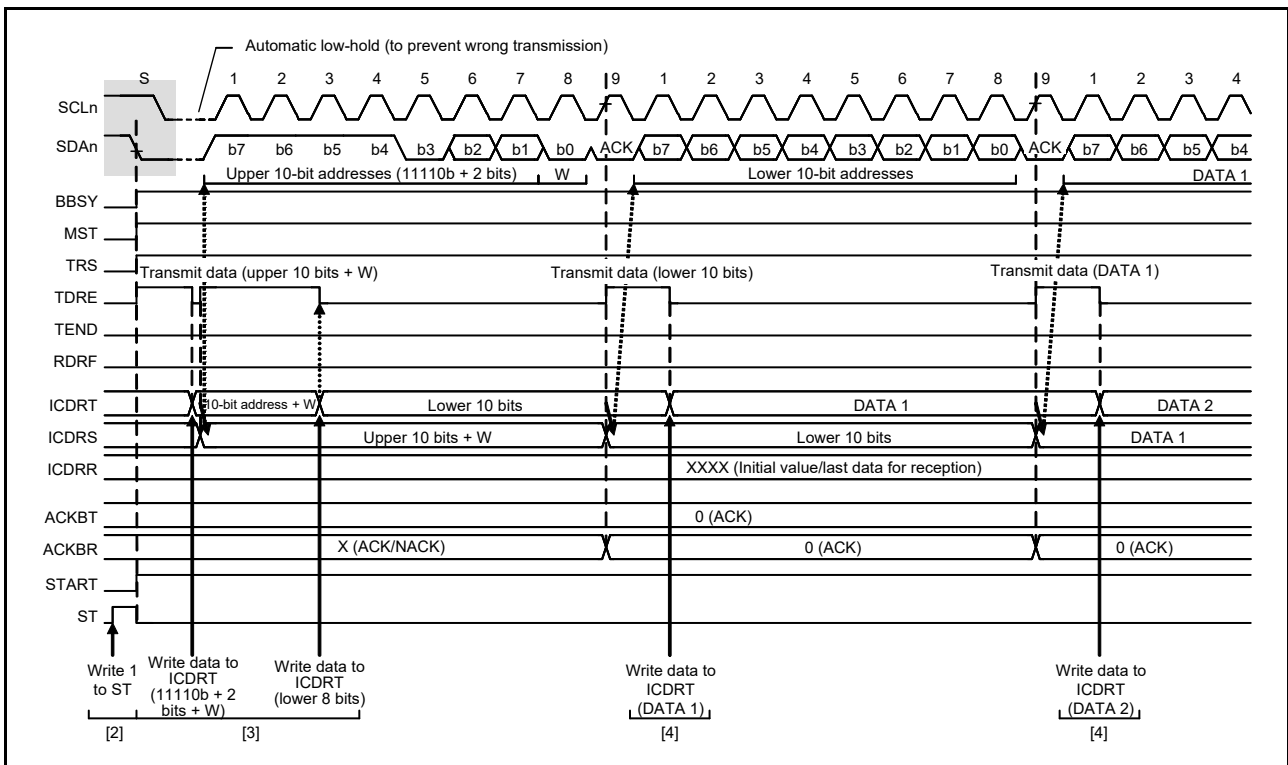 Automatic low-hold (to prevent wrong transmission)
S 1 2 3 4 5 6 7 8 9 1 2 3 4 5 6 7 8 9 1 2 3 4
SCLn
SDAn b7 b6 b5 b4 b3 b2 b1 b0 ACK b7 b6 b5 b4 b3 b2 b1 b0 ACK b7 b6 b5 b4
Upper 10-bit addresses (11110b + 2 bits) W Lower 10-bit addresses DATA 1
BBSY
MST
TRS
Transmit data (upper 10 bits + W) Transmit data (lower 10 bits) Transmit data (DATA 1)
TDRE
TEND
RDRF
ICDRT 10-bit address + W Lower 10 bits DATA 1 DATA 2
ICDRS Upper 10 bits + W Lower 10 bits DATA 1
ICDRR XXXX (Initial value/last data for reception)
ACKBT 0 (ACK)
ACKBR X (ACK/NACK) 0 (ACK) 0 (ACK)
START
ST
Write 1
to ST
Write data to
ICDRT
(11110b + 2
bits + W)
Write data to
ICDRT
(lower 8 bits)
Write data to
ICDRT
(DATA 1)
Write data to
ICDRT
(DATA 2)
[2] [3] [4] [4]